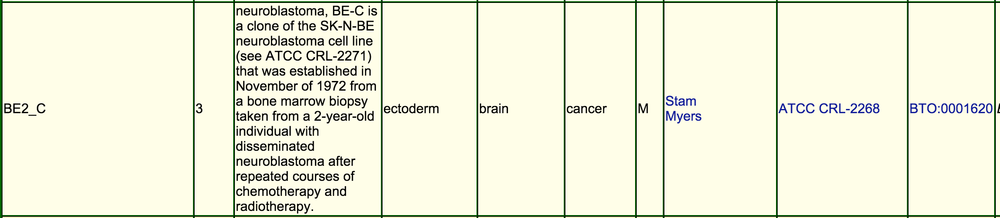 BE2_C
3
neuroblastoma, BE-C is
a clone of the SK-N-BE
neuroblastoma cell line
(see ATCC CRL-2271)
that was established in
November of 1972 from
a bone marrow biopsy
taken from a 2-year-old
individual with
disseminated
neuroblastoma after
repeated courses of
chemotherapy and
radiotherapy.
ectoderm
brain
cancer
M
Stam
Myers
ATCC CRL-2268
BTO:0001620